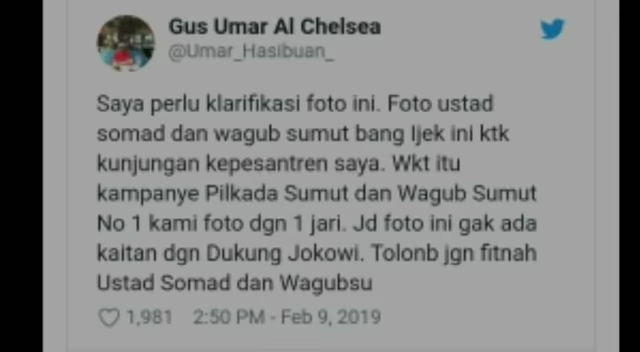 Gus Umar Al Chelsea
@Umar_Hasibuan_
Saya perlu klarifikasi foto ini. Foto ustad
somad dan wagub sumut bang Ijek ini ktk
kunjungan kepesantren saya. Wkt itu
kampanye Pilkada Sumut dan Wagub Sumut
No 1 kami foto dgn 1 jari. Jd foto ini gak ada
kaitan dgn Dukung Jokowi. Tolonb jgn fitnah
Ustad Somad dan Wagubsu
1,981 2:50 PM - Feb 9, 2019